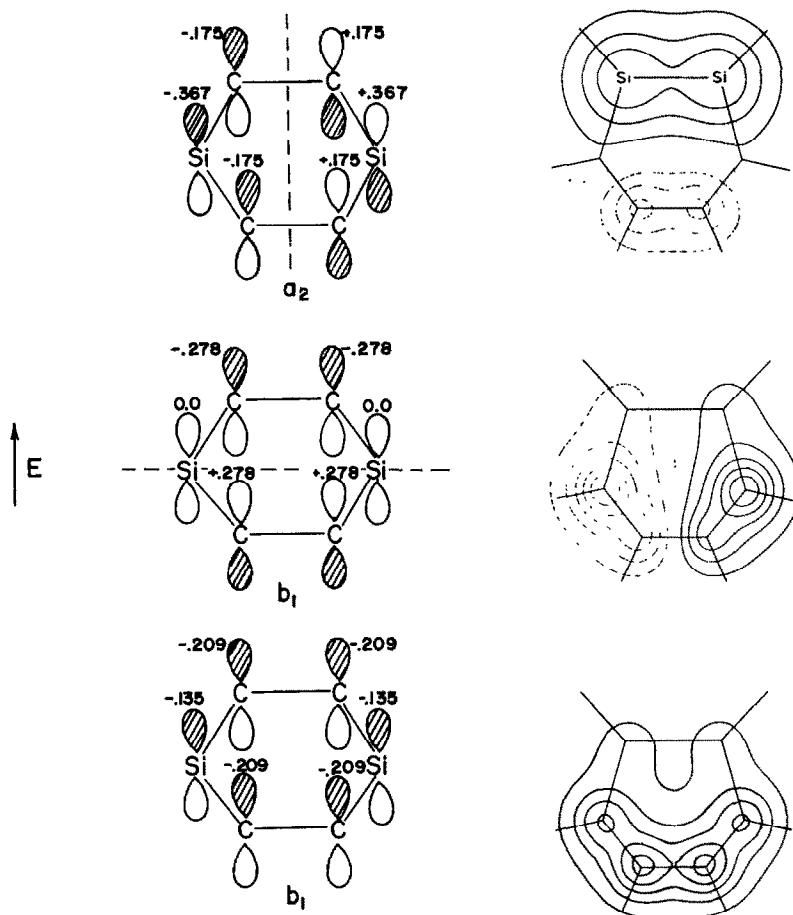 -.175 +.175
C C
-.367 +.367
Si Si
-.175 +.175
C C
a2
Si Si
-.278 -.278
C C
0.0 0.0
Si Si
+.278 +.278
C C
b1
E
-.209 -.209
C C
-.135 -.135
Si Si
-.209 -.209
C C
b1